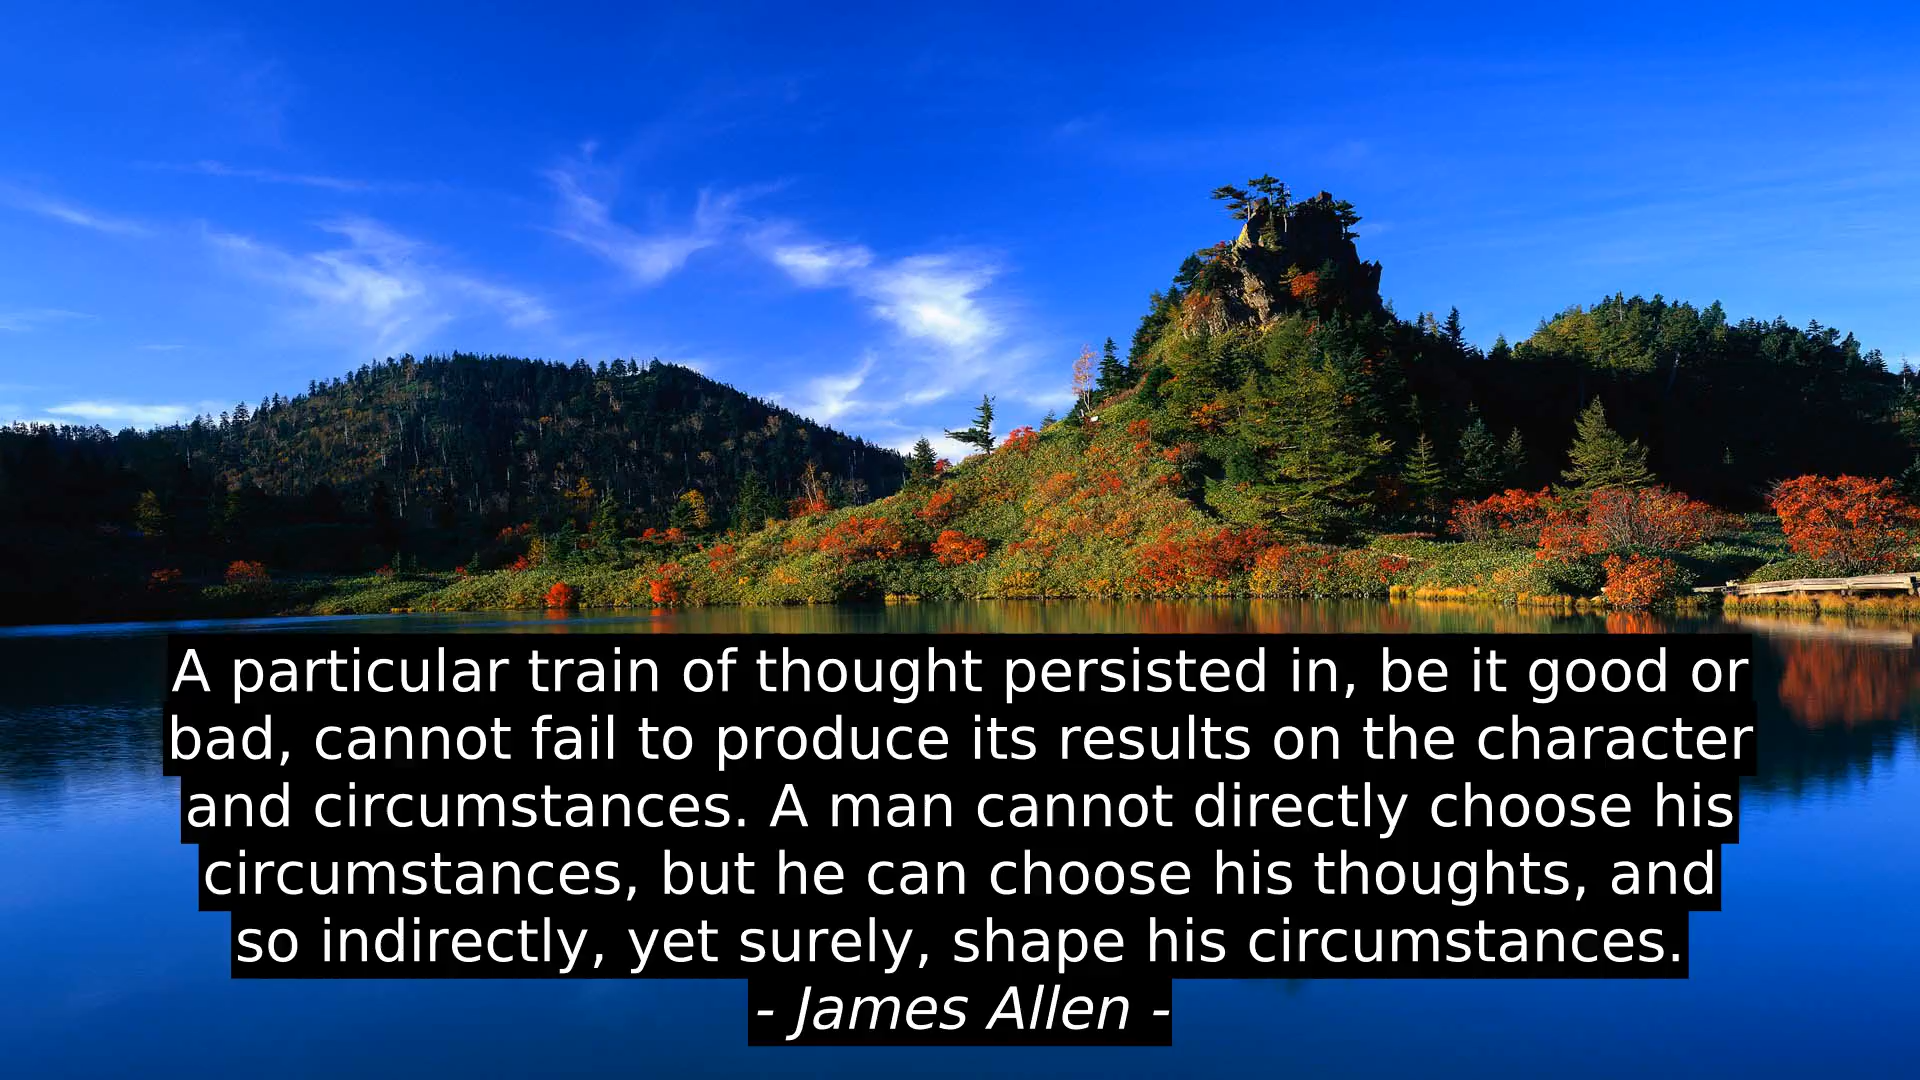 A particular train of thought persisted in, be it good or
bad, cannot fail to produce its results on the character
and circumstances. A man cannot directly choose his
circumstances, but he can choose his thoughts, and
so indirectly, yet surely, shape his circumstances.
- James Allen -